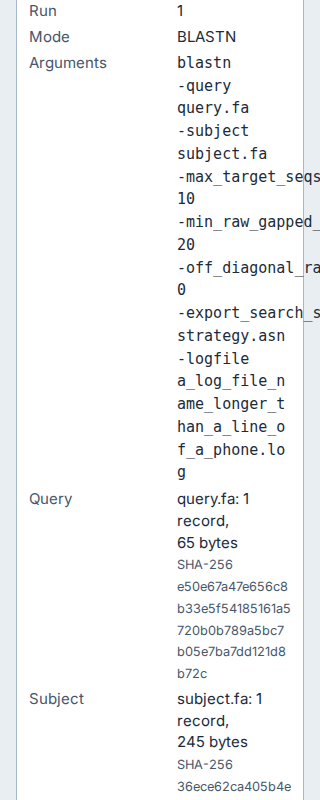 Run 1
Mode BLASTN
Arguments blastn
-query
query.fa
-subject
subject.fa
-max_target_seqs
10
-min_raw_gapped_
20
-off_diagonal_ra
0
-export_search_s
strategy.asn
-logfile
a_log_file_n
ame_longer_t
han_a_line_o
f_a_phone.lo
g
Query query.fa: 1
record,
65 bytes
SHA-256
e50e67a47e656c8
b33e5f54185161a5
720b0b789a5bc7
b05e7ba7dd121d8
b72c
Subject subject.fa: 1
record,
245 bytes
SHA-256
36ece62ca405b4e